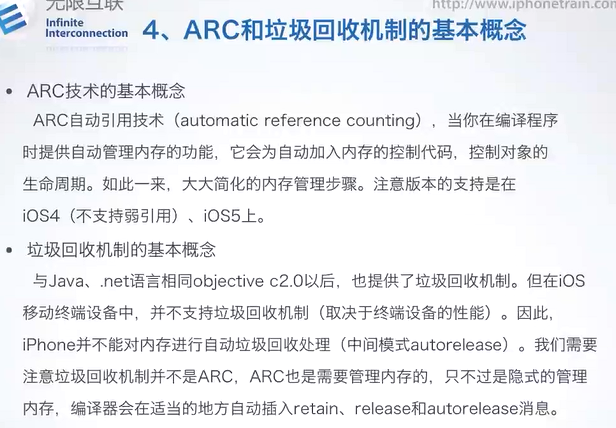 无限互联
http://www.iphonetrain.com
Infinite
Interconnection
4、ARC和垃圾回收机制的基本概念
• ARC技术的基本概念
ARC自动引用技术（automatic reference counting），当你在编译程序
时提供自动管理内存的功能，它会为自动加入内存的控制代码，控制对象的
生命周期。如此一来，大大简化的内存管理步骤。注意版本的支持是在
iOS4（不支持弱引用）、iOS5上。
• 垃圾回收机制的基本概念
与Java、.net语言相同objective c2.0以后，也提供了垃圾回收机制。但在iOS
移动终端设备中，并不支持垃圾回收机制（取决于终端设备的性能）。因此，
iPhone并不能对内存进行自动垃圾回收处理（中间模式autorelease）。我们需要
注意垃圾回收机制并不是ARC，ARC也是需要管理内存的，只不过是隐式的管理
内存，编译器会在适当的地方自动插入retain、release和autorelease消息。